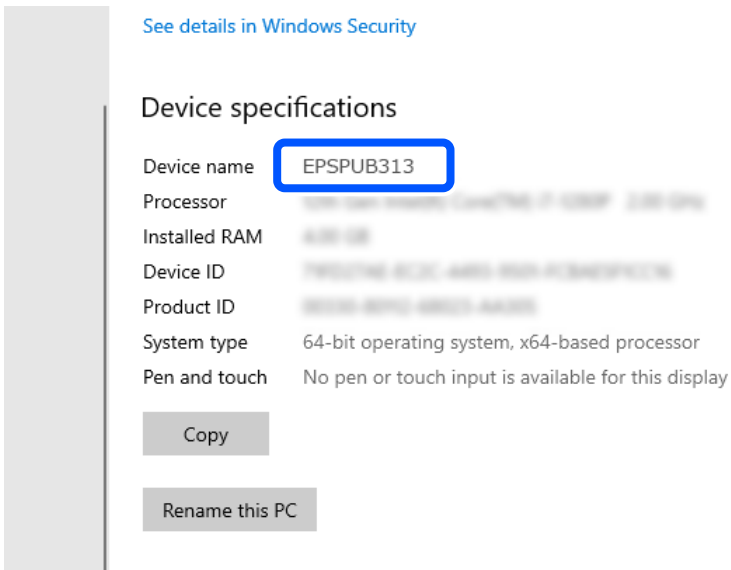 See details in Windows Security
Device specifications
Device name EPSPUB313
Processor
Installed RAM
Device ID
Product ID
System type 64-bit operating system, x64-based processor
Pen and touch No pen or touch input is available for this display
Copy
Rename this PC